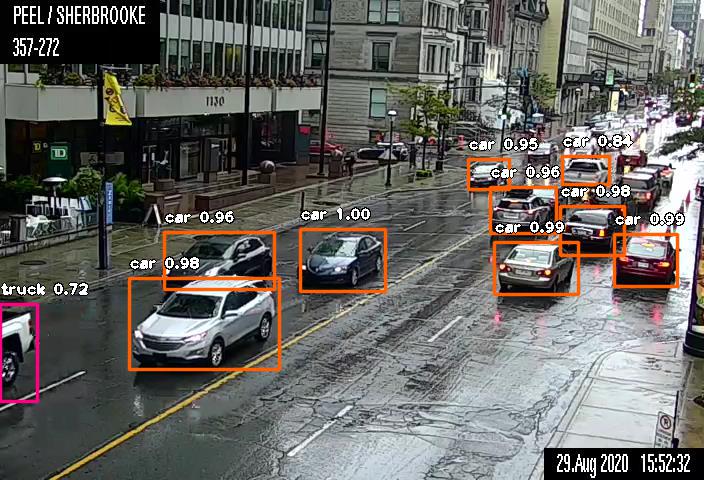 PEEL / SHERBROOKE
357-272
1130
TD
car 0.95
car 0.84
car 0.96
car 0.98
car 0.96
car 1.00
car 0.99
car 0.99
car 0.98
truck 0.72
29.Aug 2020 15:52:32